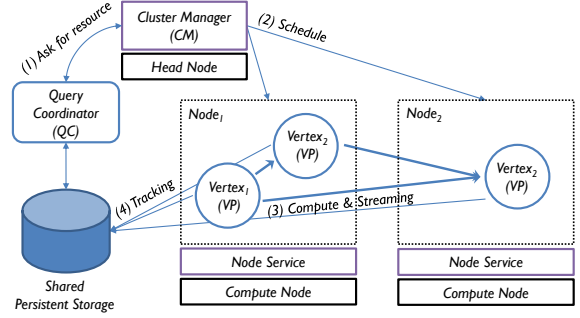 Cluster Manager
(CM)
Head Node
(1) Ask for resource
(2) Schedule
Query
Coordinator
(QC)
Node1
Vertex2
(VP)
Vertex1
(VP)
Node2
Vertex2
(VP)
(4) Tracking
(3) Compute & Streaming
Shared
Persistent Storage
Node Service
Compute Node
Node Service
Compute Node